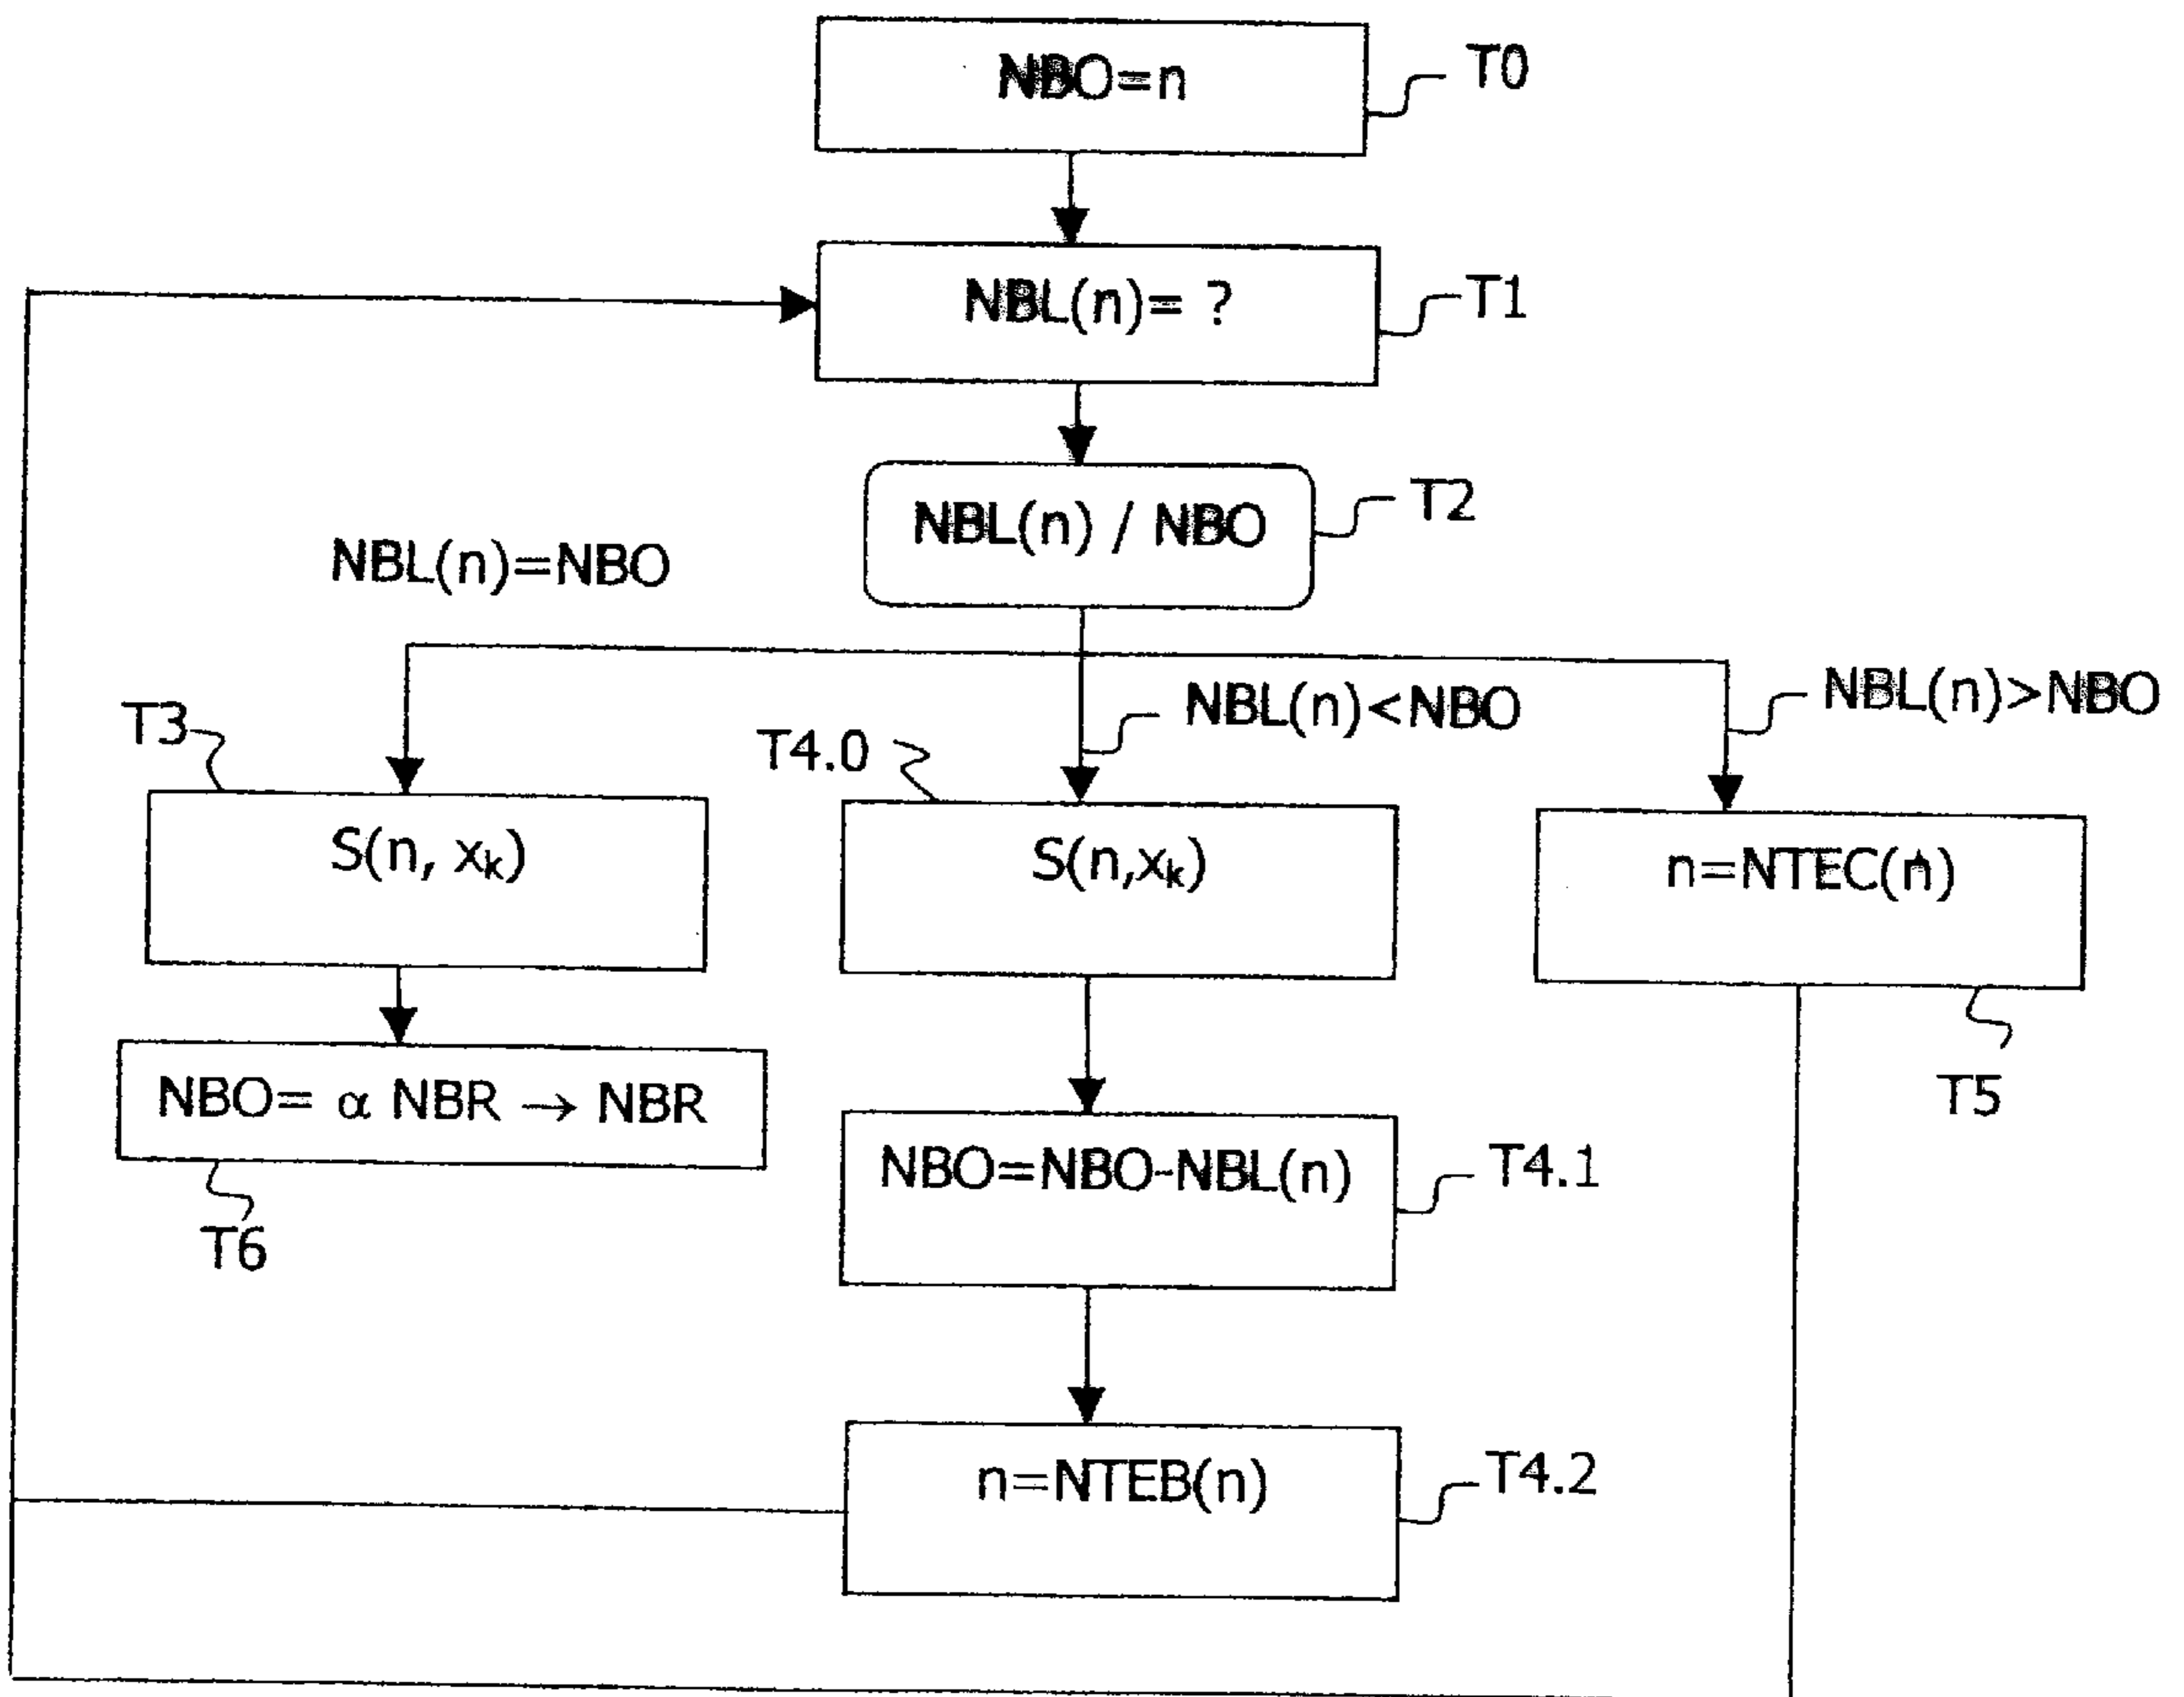 NBO=n
T0
NBL(n)= ?
T1
NBL(n) / NBO
T2
NBL(n)=NBO
NBL(n)<NBO
NBL(n)>NBO
T3
T4.0
S(n, xₖ)
S(n,xₖ)
n=NTEC(n)
T5
NBO= α NBR → NBR
T6
NBO=NBO-NBL(n)
T4.1
n=NTEB(n)
T4.2